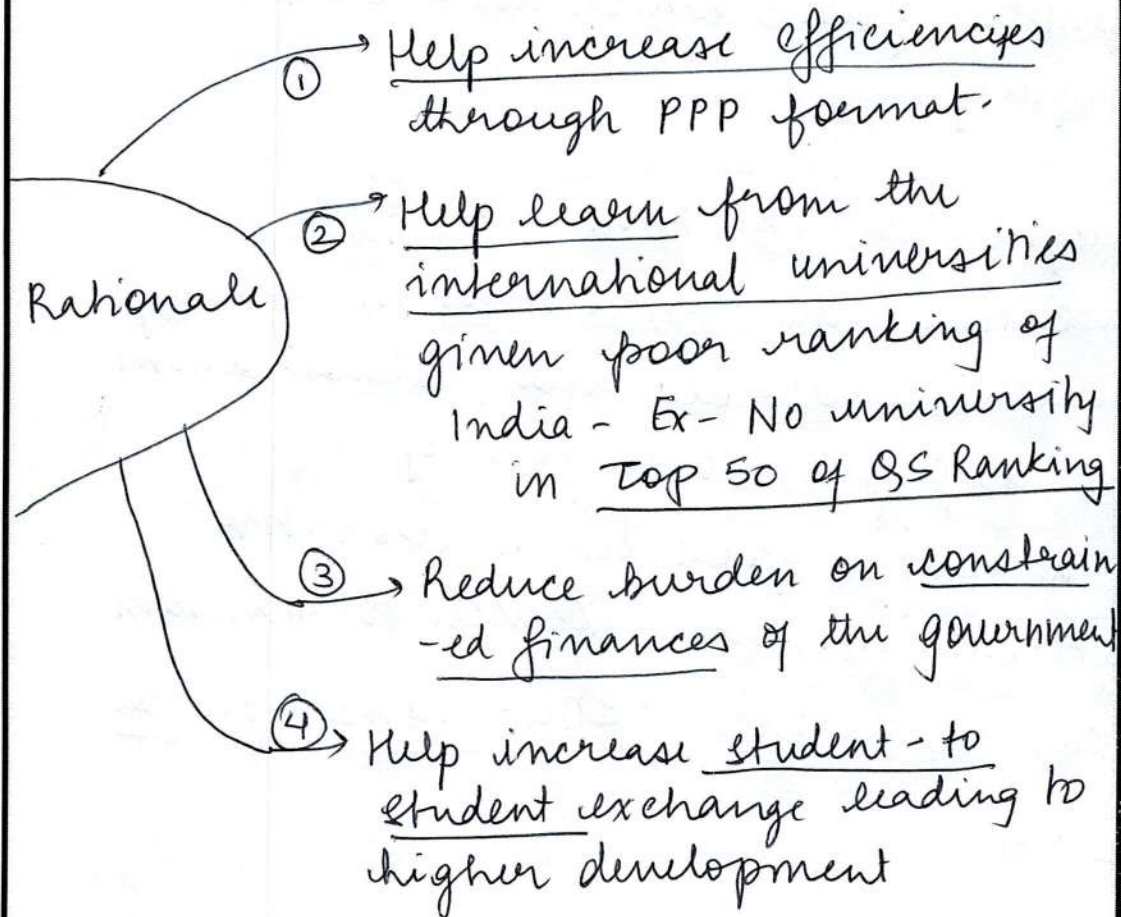 ① Help increase efficiencies
through PPP format.
② Help learn from the
international universities
Rationale
given poor ranking of
India - Ex - No university
in Top 50 of QS Ranking
③ Reduce burden on constrain
-ed finances of the government
④ Help increase student - to
student exchange leading to
higher development